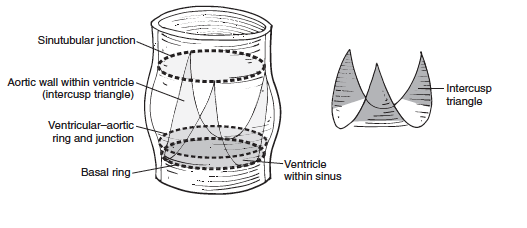 Sinutubular junction
Aortic wall within ventricle
(intercusp triangle)
Ventricular–aortic
ring and junction
Basal ring
Ventricle
within sinus
Intercusp
triangle